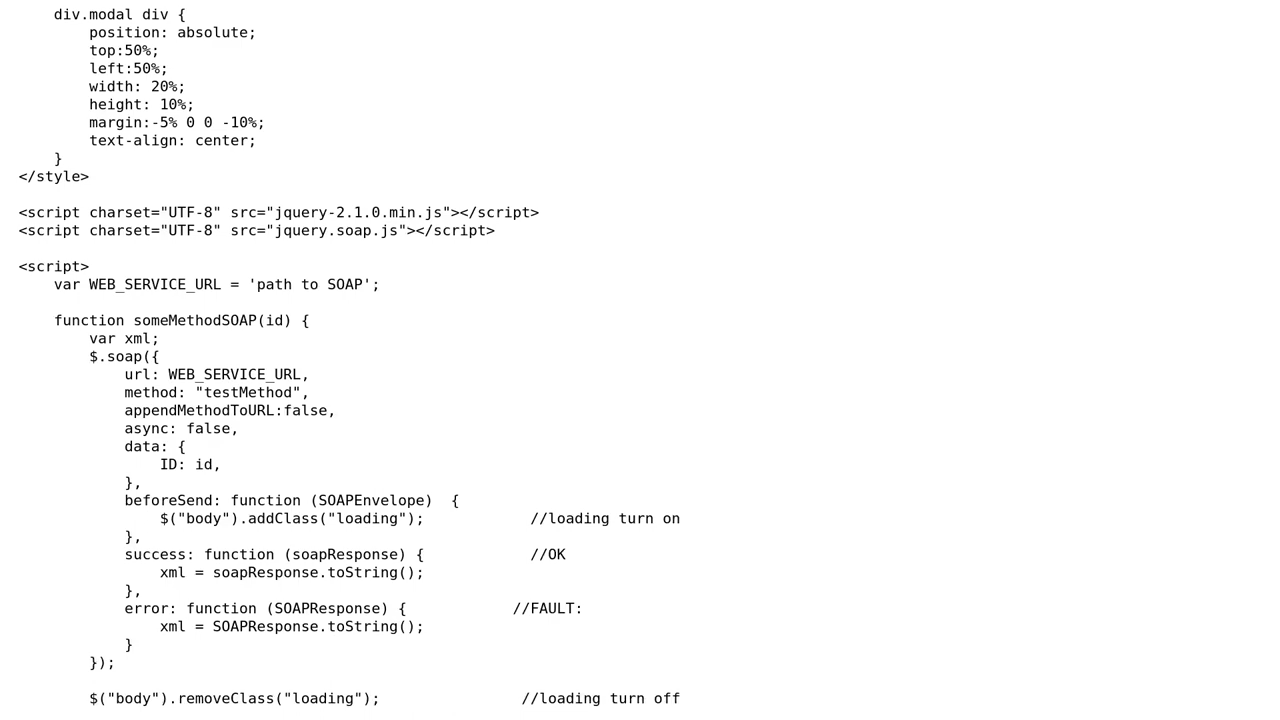 div.modal div {
        position: absolute;
        top:50%;
        left:50%;
        width: 20%;
        height: 10%;
        margin:-5% 0 0 -10%;
        text-align: center;
    }
</style>

<script charset="UTF-8" src="jquery-2.1.0.min.js"></script>
<script charset="UTF-8" src="jquery.soap.js"></script>

<script>
    var WEB_SERVICE_URL = 'path to SOAP';

    function someMethodSOAP(id) {
        var xml;
        $.soap({
            url: WEB_SERVICE_URL,
            method: "testMethod",
            appendMethodToURL:false,
            async: false,
            data: {
                ID: id,
            },
            beforeSend: function (SOAPEnvelope)  {
                $("body").addClass("loading");            //loading turn on
            },
            success: function (soapResponse) {            //OK
                xml = soapResponse.toString();
            },
            error: function (SOAPResponse) {            //FAULT:
                xml = SOAPResponse.toString();
            }
        });

        $("body").removeClass("loading");                //loading turn off